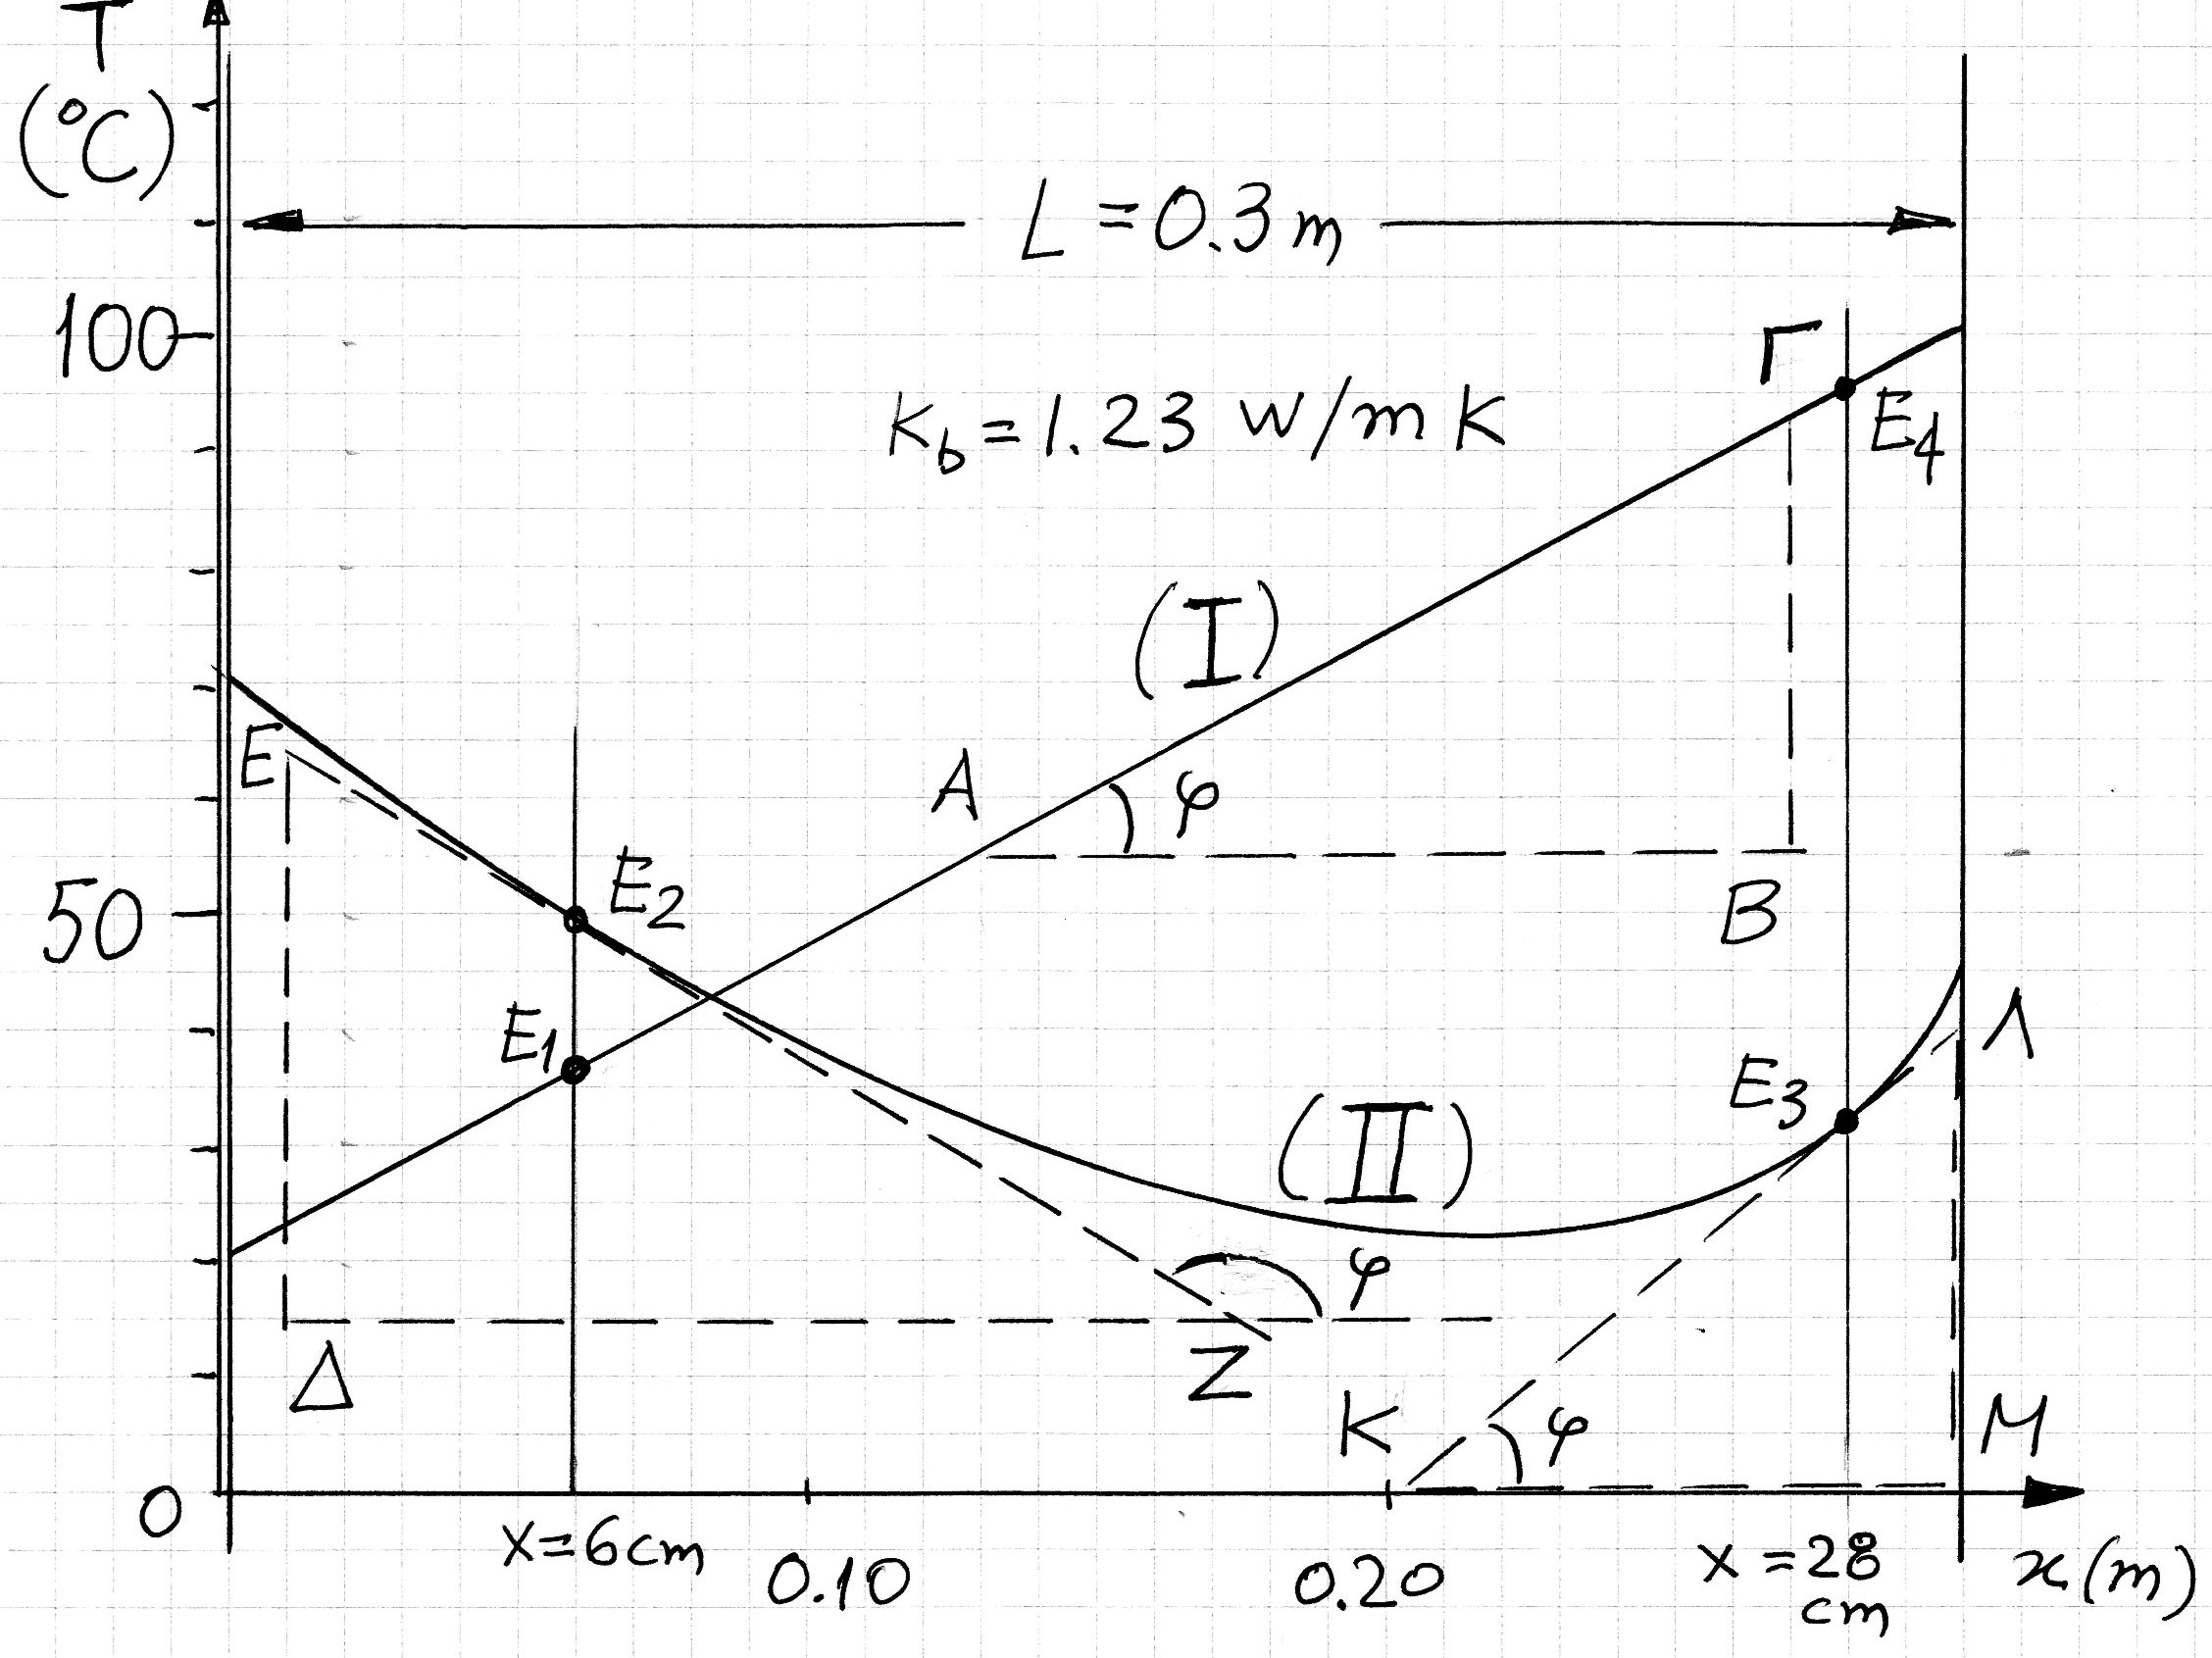 T
(°C)
L = 0.3 m
100
Γ
E4
kb = 1.23 W/m K
(I)
E
A
φ
E2
50
B
E1
Λ
E3
(II)
φ
Z
Δ
K
φ
M
0
x=6cm
0.10
0.20
x=28
cm
x(m)